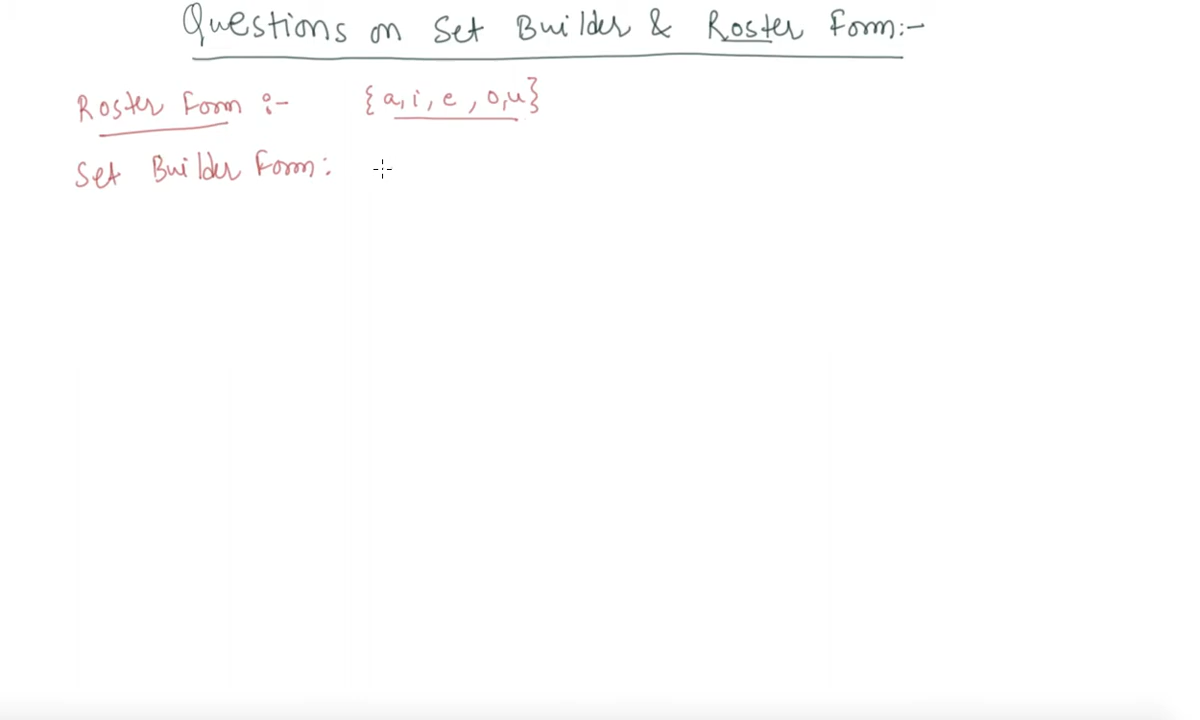 Questions on Set Builder & Roster Form:-
Roster Form :- {a, i, e, o, u}
Set Builder Form: